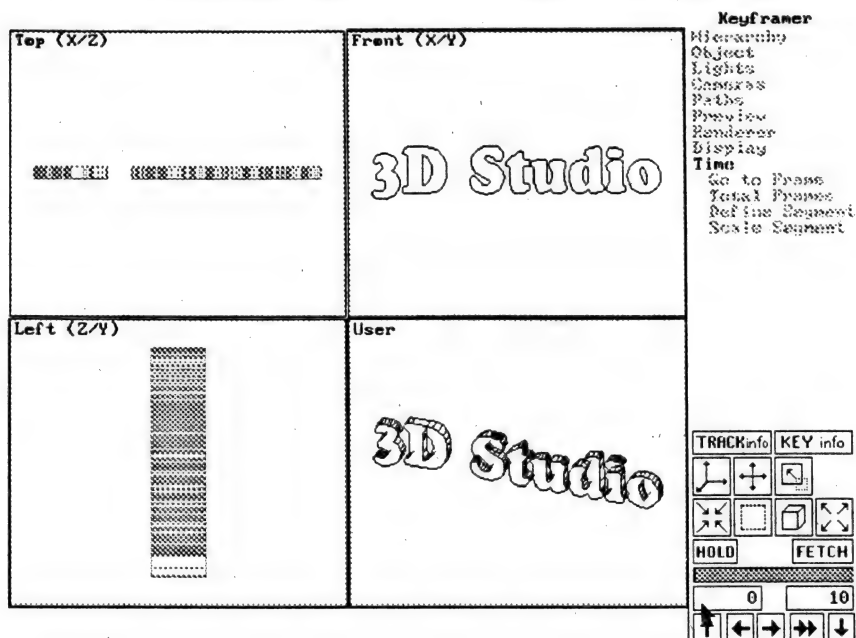 Keyframer
Top (X/Z)
Front (X/Y)
Hierarchy
Object
Lights
Cameras
Paths
Preview
Renderer
Display
Time
Go to Frame
Total Frames
Define Segment
Scale Segment
3D Studio
Left (Z/Y)
User
3D Studio
TRACKinfo KEY info
HOLD FETCH
0 10